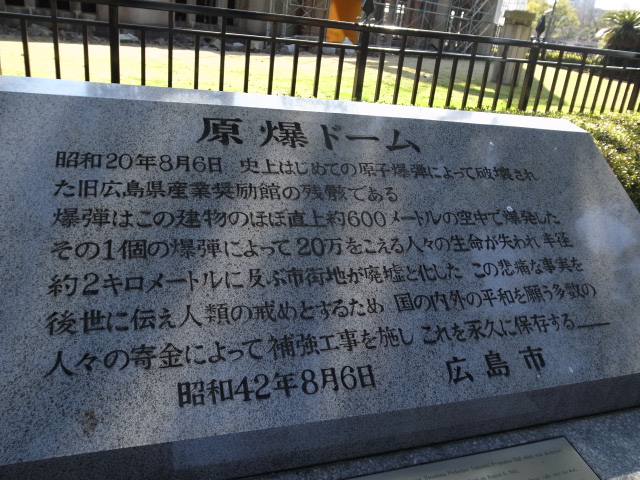 原爆ドーム
昭和20年8月6日 史上はじめての原子爆弾によって破壊され
た旧広島県産業奨励館の残骸である
爆弾はこの建物のほぼ直上約600メートルの空中で爆発した
その1個の爆弾によって20万をこえる人々の生命が失われ 半径
約2キロメートルに及ぶ市街地が廃墟と化した この悲痛な事実を
後世に伝え人類の戒めとするため 国の内外の平和を願う多数の
人々の寄金によって補強工事を施し これを永久に保存する――
昭和42年8月6日 広島市